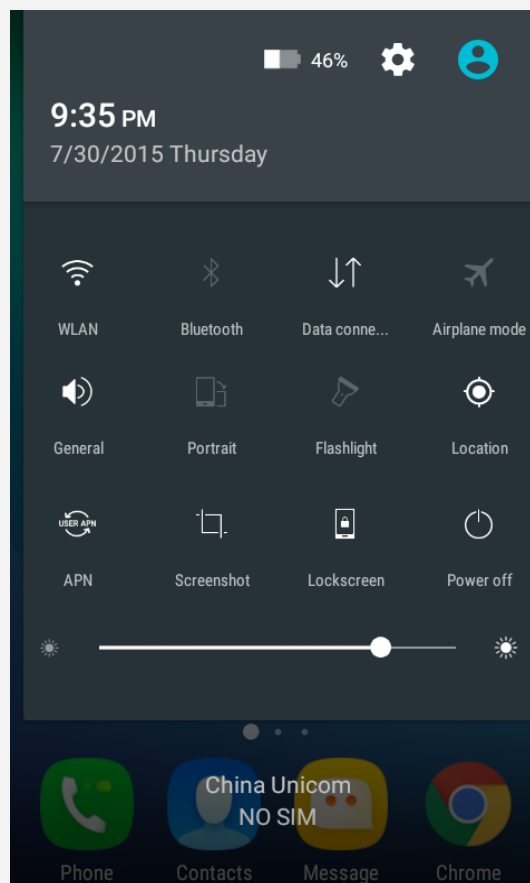 46%
9:35 PM
7/30/2015 Thursday
WLAN
Bluetooth
Data conne...
Airplane mode
General
Portrait
Flashlight
Location
USER APN
APN
Screenshot
Lockscreen
Power off
China Unicom
NO SIM
Phone
Contacts
Message
Chrome